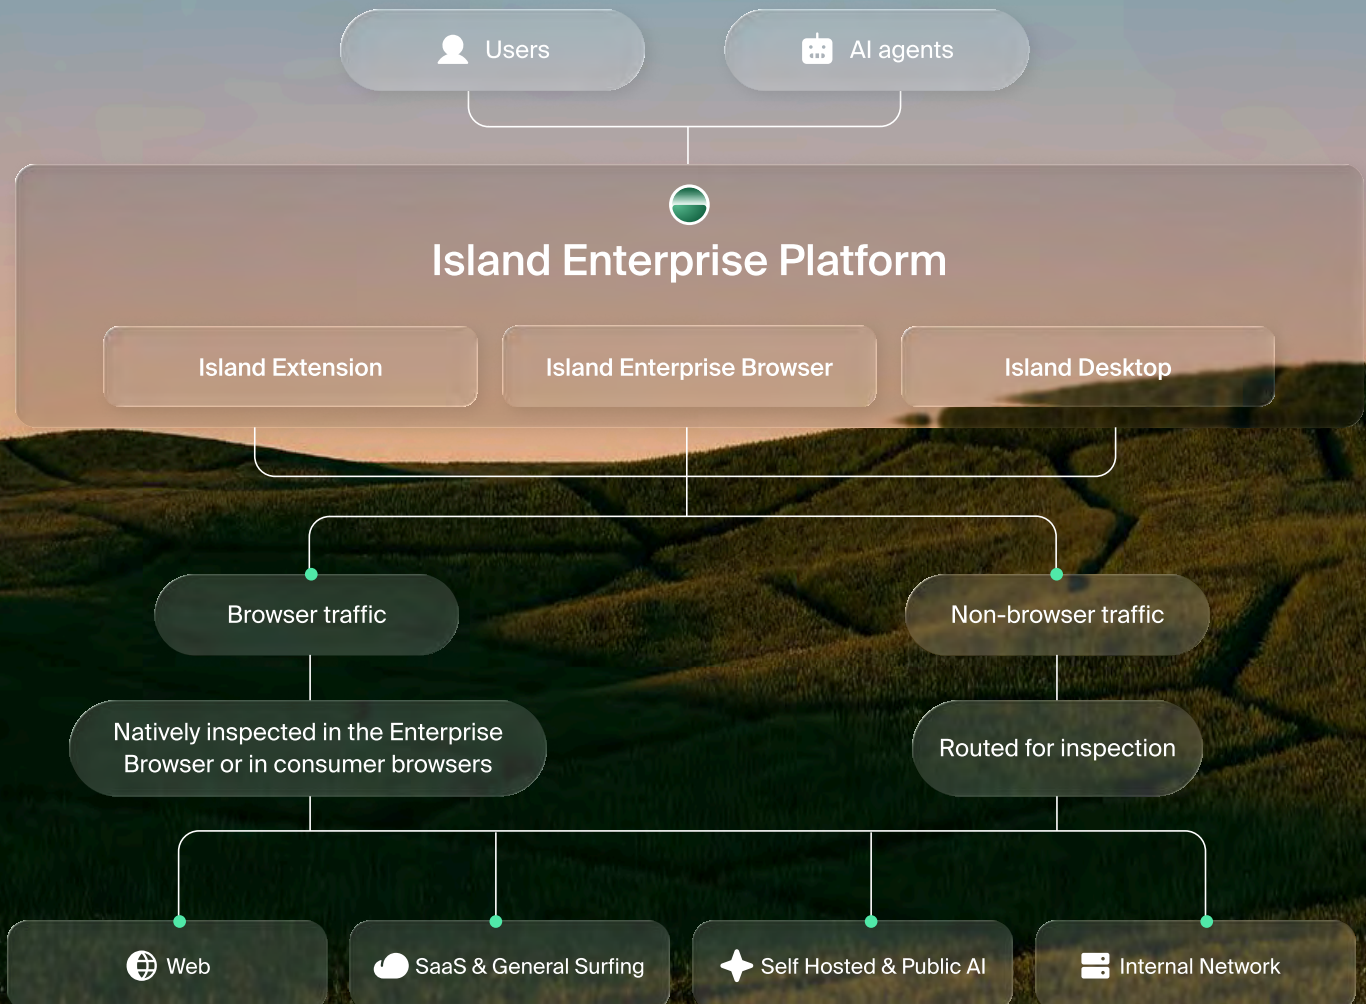 Users
AI agents
Island Enterprise Platform
Island Extension
Island Enterprise Browser
Island Desktop
Browser traffic
Non-browser traffic
Natively inspected in the Enterprise
Browser or in consumer browsers
Routed for inspection
Web
SaaS & General Surfing
Self Hosted & Public AI
Internal Network